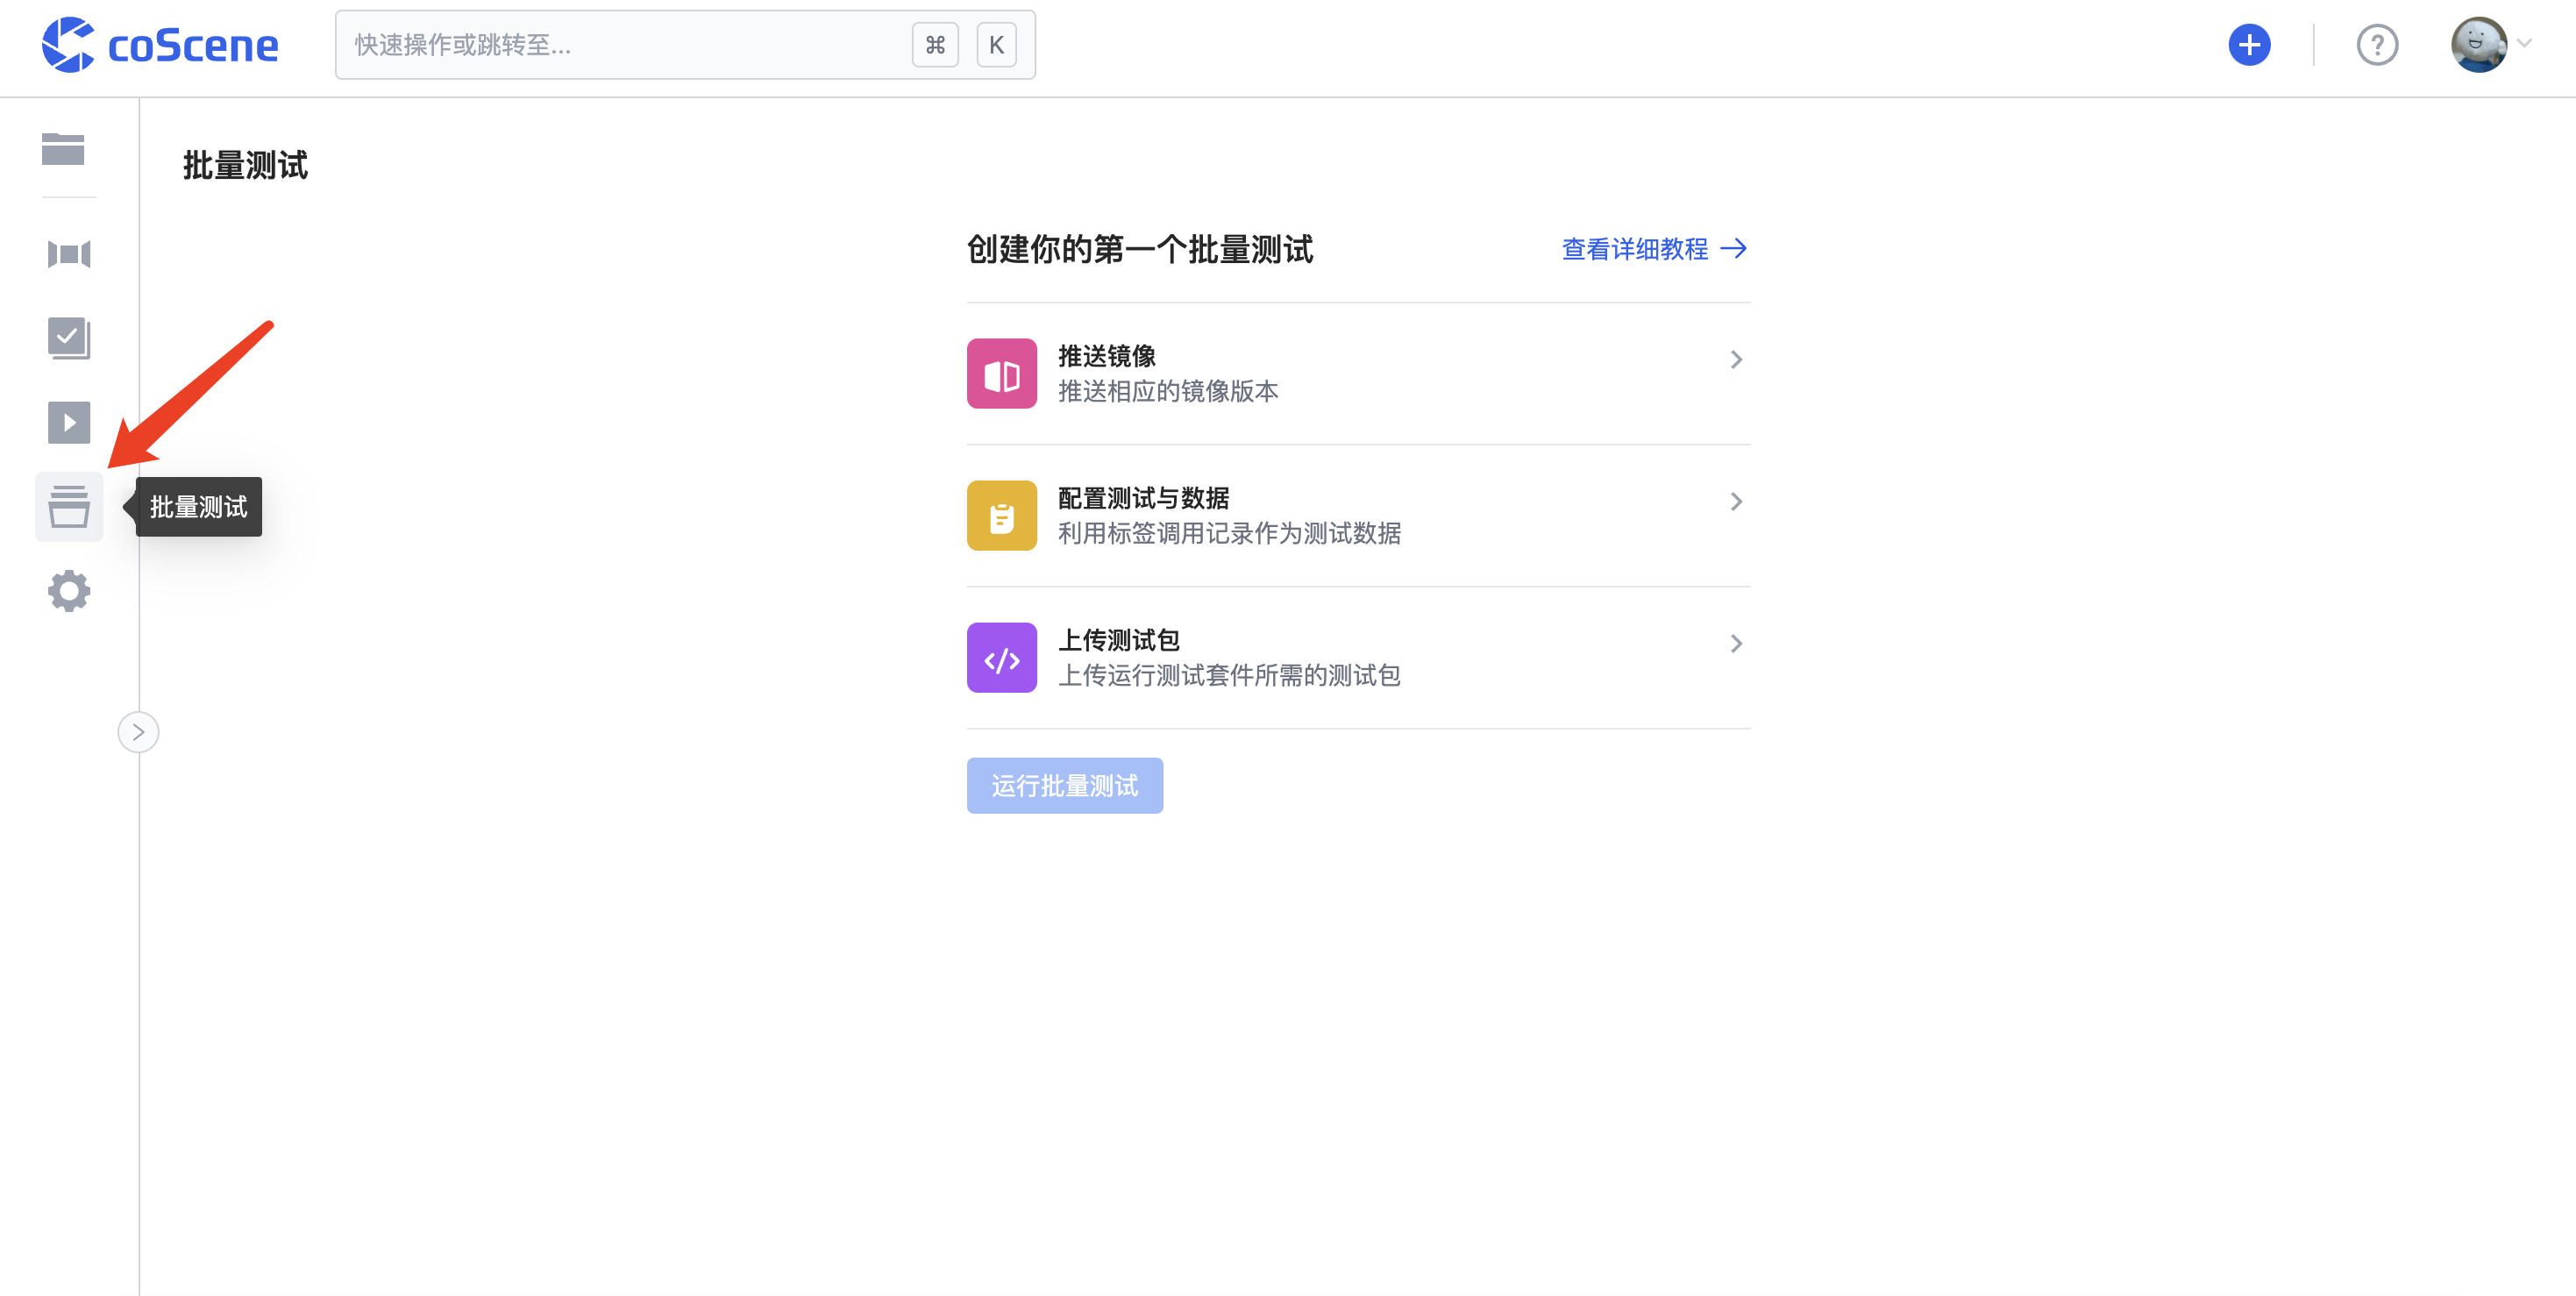 coScene
快速操作或跳转至...
⌘ K
批量测试
创建你的第一个批量测试
查看详细教程
推送镜像
推送相应的镜像版本
配置测试与数据
利用标签调用记录作为测试数据
批量测试
上传测试包
上传运行测试套件所需的测试包
运行批量测试